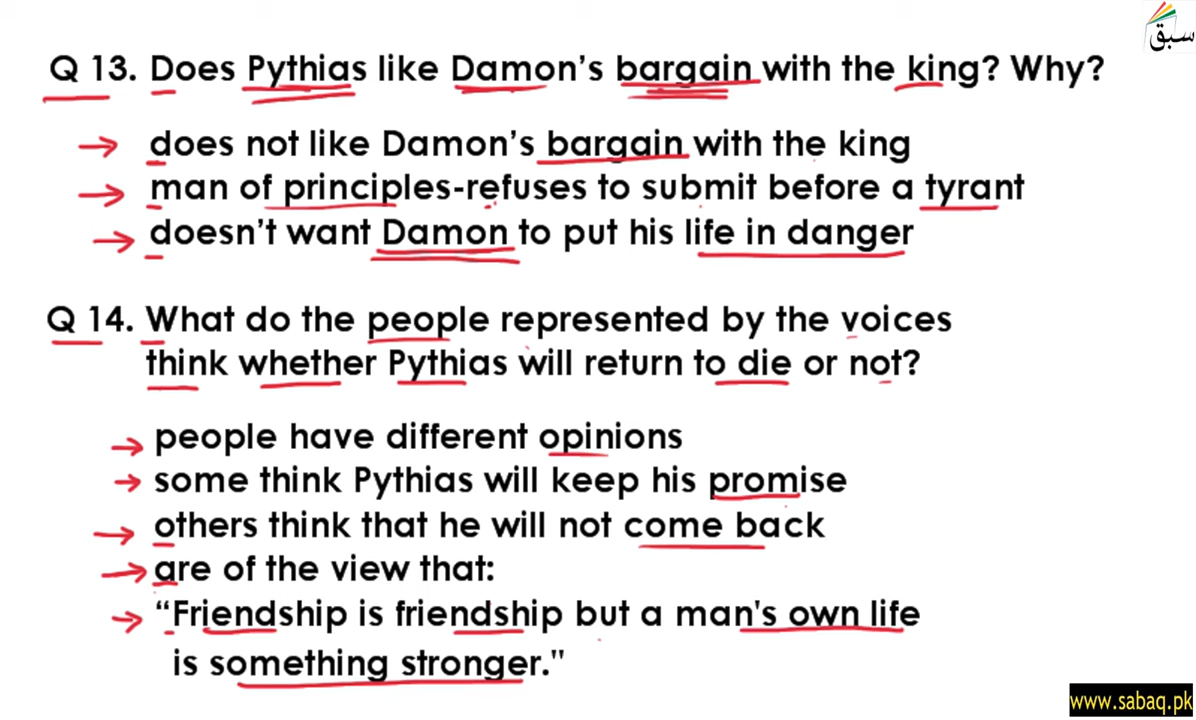 سبق
Q 13. Does Pythias like Damon's bargain with the king? Why?
does not like Damon's bargain with the king
man of principles-refuses to submit before a tyrant
doesn't want Damon to put his life in danger
Q 14. What do the people represented by the voices
think whether Pythias will return to die or not?
people have different opinions
some think Pythias will keep his promise
others think that he will not come back
are of the view that:
“Friendship is friendship but a man's own life
is something stronger."
www.sabaq.pk